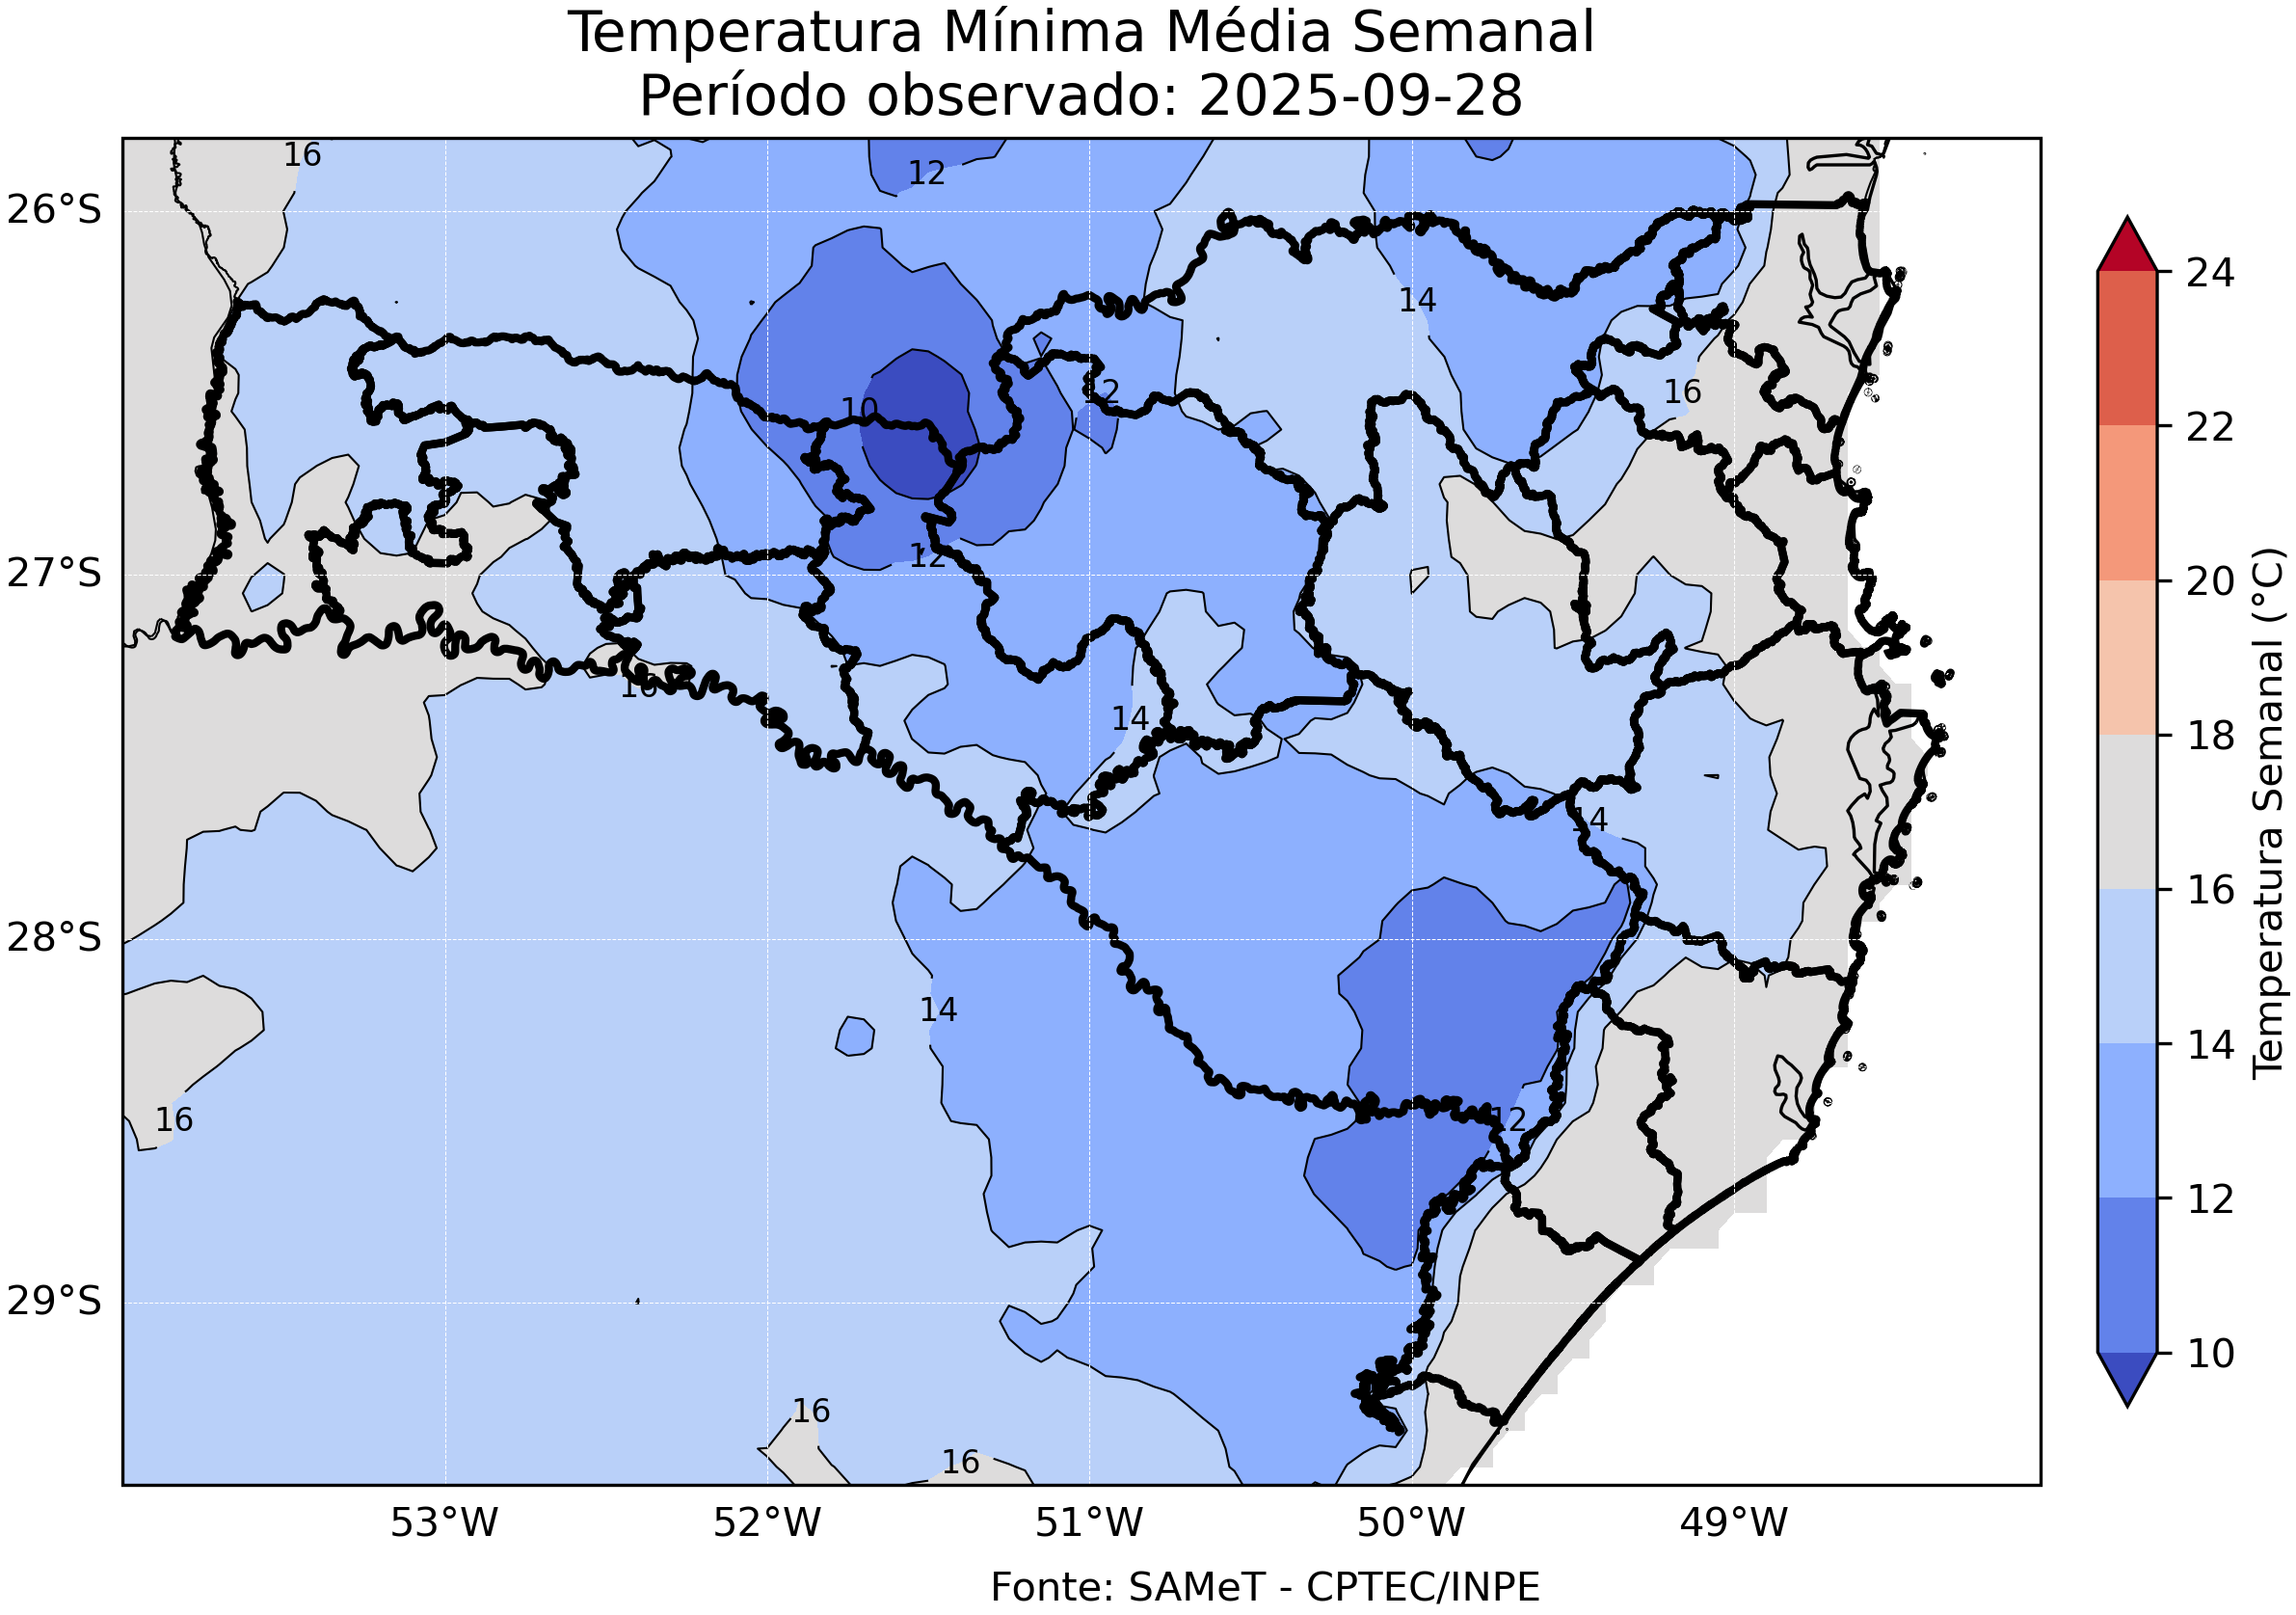 Temperatura Mínima Média Semanal
Período observado: 2025-09-28
16
12
26°S
14
10
12
16
12
27°S
16
14
14
28°S
14
16
12
29°S
16
16
53°W
52°W
51°W
50°W
49°W
24
22
20
18
16
14
12
10
Temperatura Semanal (°C)
Fonte: SAMeT - CPTEC/INPE